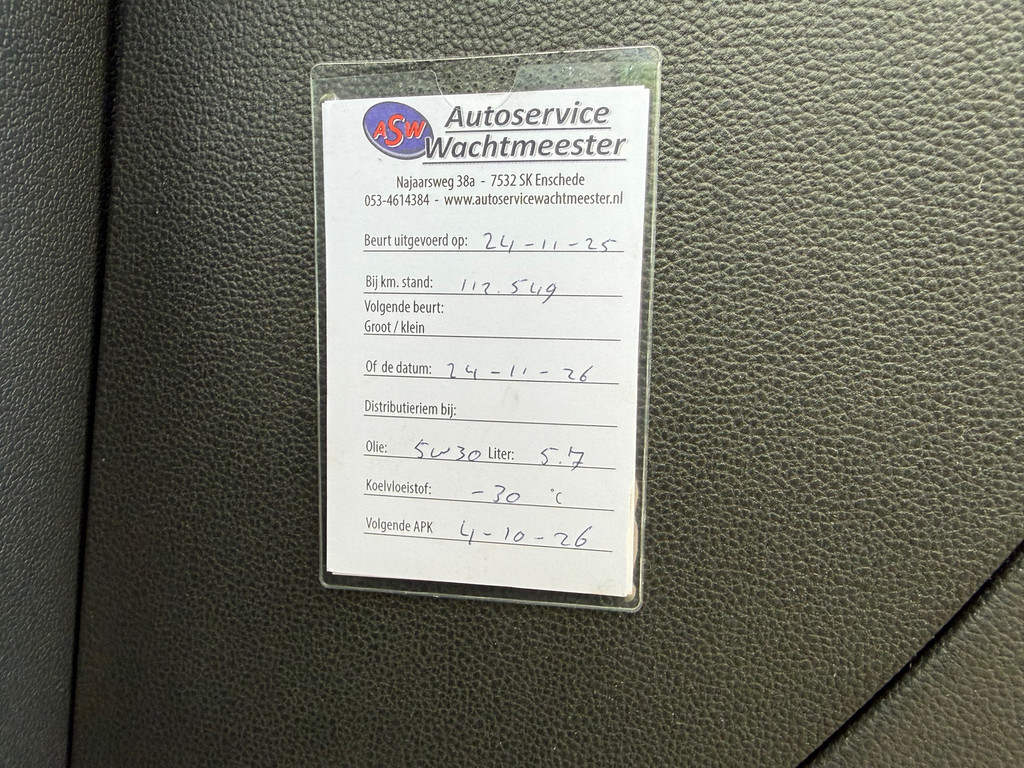 ASW Autoservice
Wachtmeester
Najaarsweg 38a - 7532 SK Enschede
053-4614384 - www.autoservicewachtmeester.nl
Beurt uitgevoerd op: 24-11-25
Bij km. stand: 112.549
Volgende beurt:
Groot / klein
Of de datum: 24-11-26
Distributieriem bij:
Olie: 5w30 Liter: 5.7
Koelvloeistof: -30 °C
Volgende APK 4-10-26